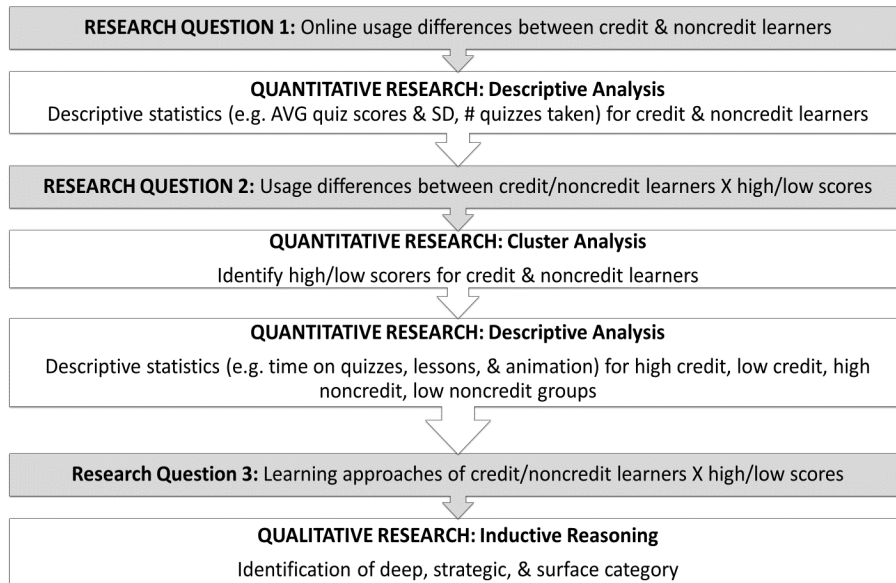 RESEARCH QUESTION 1: Online usage differences between credit & noncredit learners
QUANTITATIVE RESEARCH: Descriptive Analysis
Descriptive statistics (e.g. AVG quiz scores & SD, # quizzes taken) for credit & noncredit learners
RESEARCH QUESTION 2: Usage differences between credit/noncredit learners X high/low scores
QUANTITATIVE RESEARCH: Cluster Analysis
Identify high/low scorers for credit & noncredit learners
QUANTITATIVE RESEARCH: Descriptive Analysis
Descriptive statistics (e.g. time on quizzes, lessons, & animation) for high credit, low credit, high
noncredit, low noncredit groups
Research Question 3: Learning approaches of credit/noncredit learners X high/low scores
QUALITATIVE RESEARCH: Inductive Reasoning
Identification of deep, strategic, & surface category